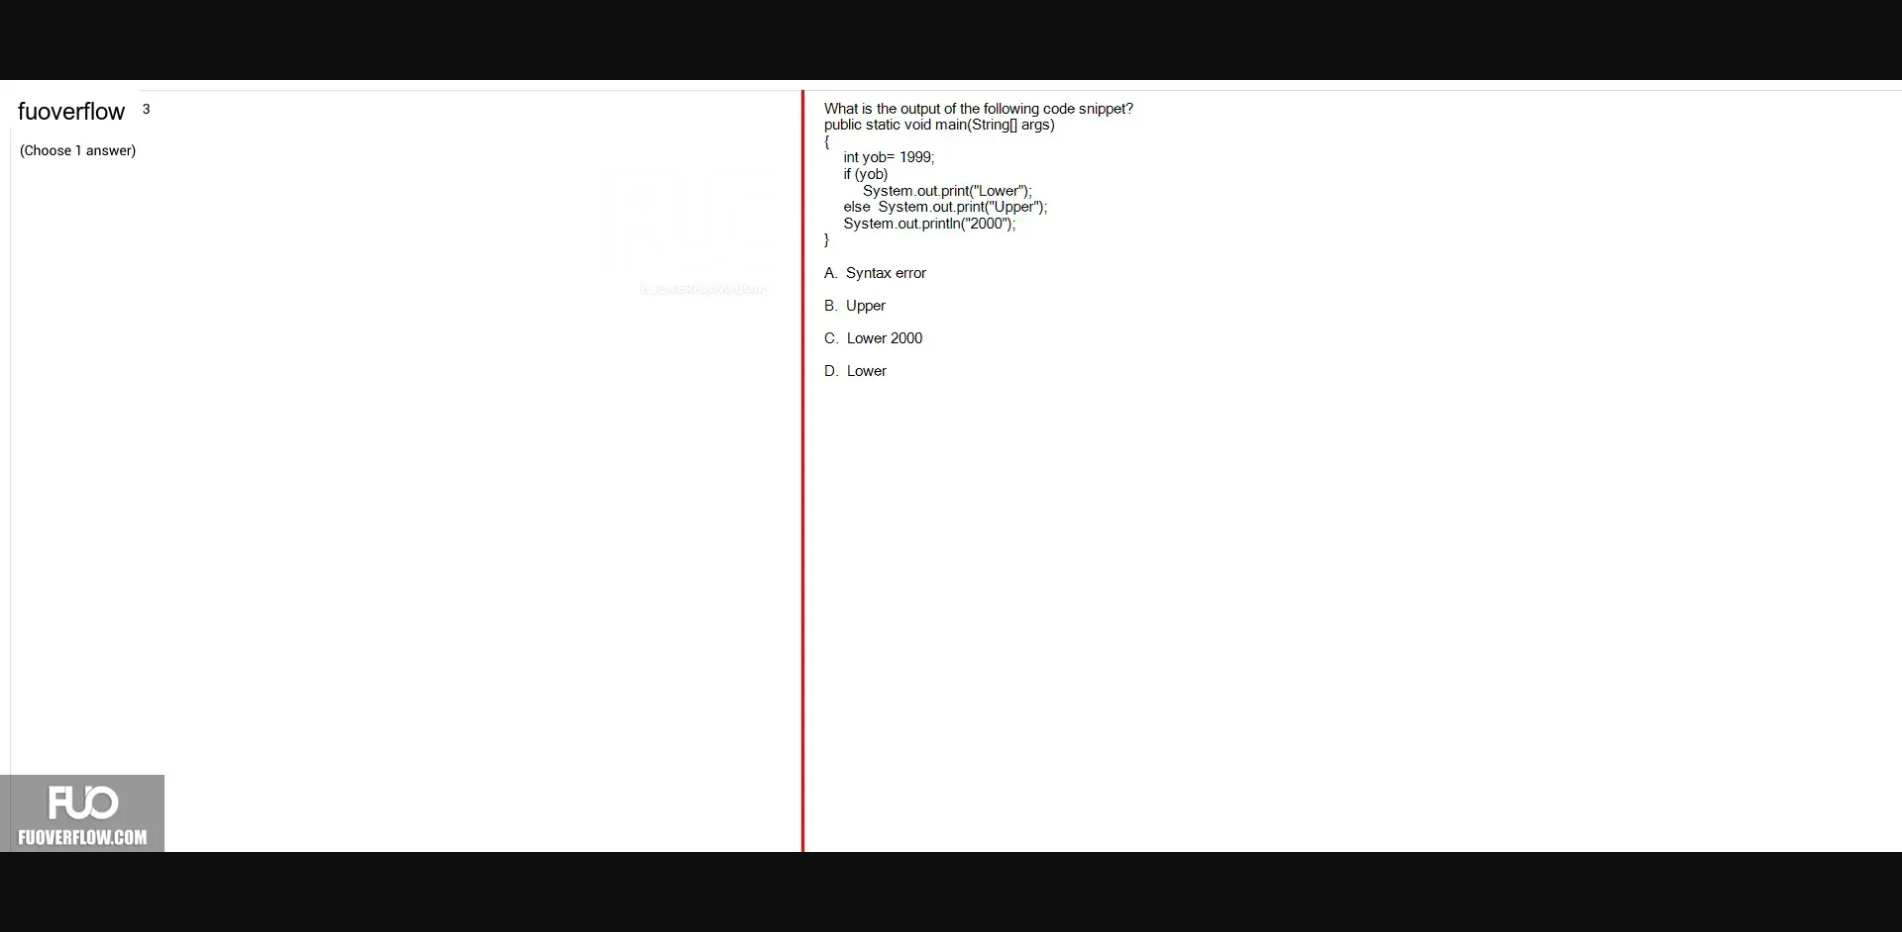 fuoverflow 3
(Choose 1 answer)
What is the output of the following code snippet?
public static void main(String[] args)
{
int yob= 1999;
if (yob)
System.out.print("Lower");
else System.out.print("Upper");
System.out.println("2000");
}
A. Syntax error
B. Upper
C. Lower 2000
D. Lower
FUO
FUOVERFLOW.COM